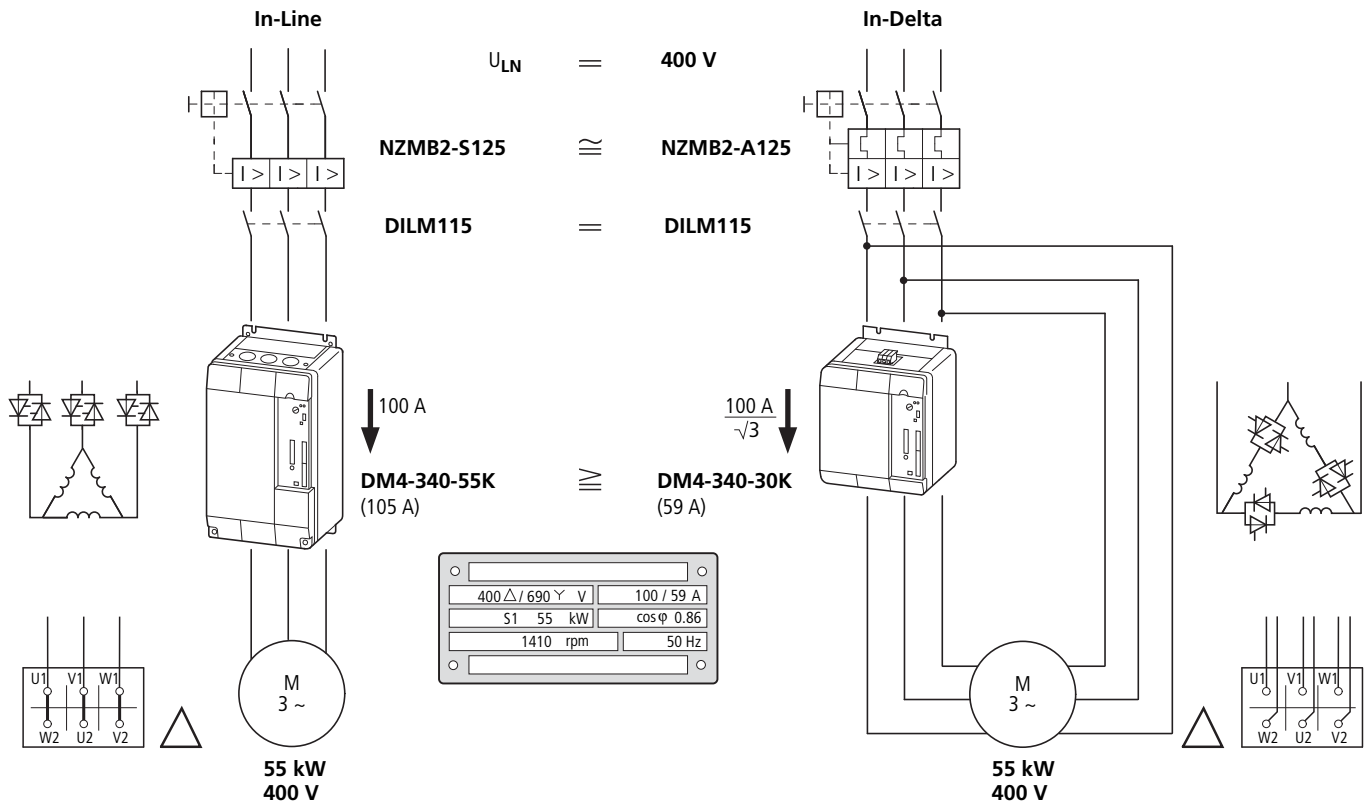 In-Line
In-Delta
U_LN = 400 V
NZMB2-S125 ≅ NZMB2-A125
I > I > I >
I > I > I >
DILM115 = DILM115
100 A
100 A
√3
DM4-340-55K ≧ DM4-340-30K
(105 A)
(59 A)
400 △ / 690 Y V
100 / 59 A
S1 55 kW
cos φ 0.86
1410 rpm
50 Hz
U1 V1 W1
W2 U2 V2
M
3 ~
55 kW
400 V
M
3 ~
55 kW
400 V
U1 V1 W1
W2 U2 V2